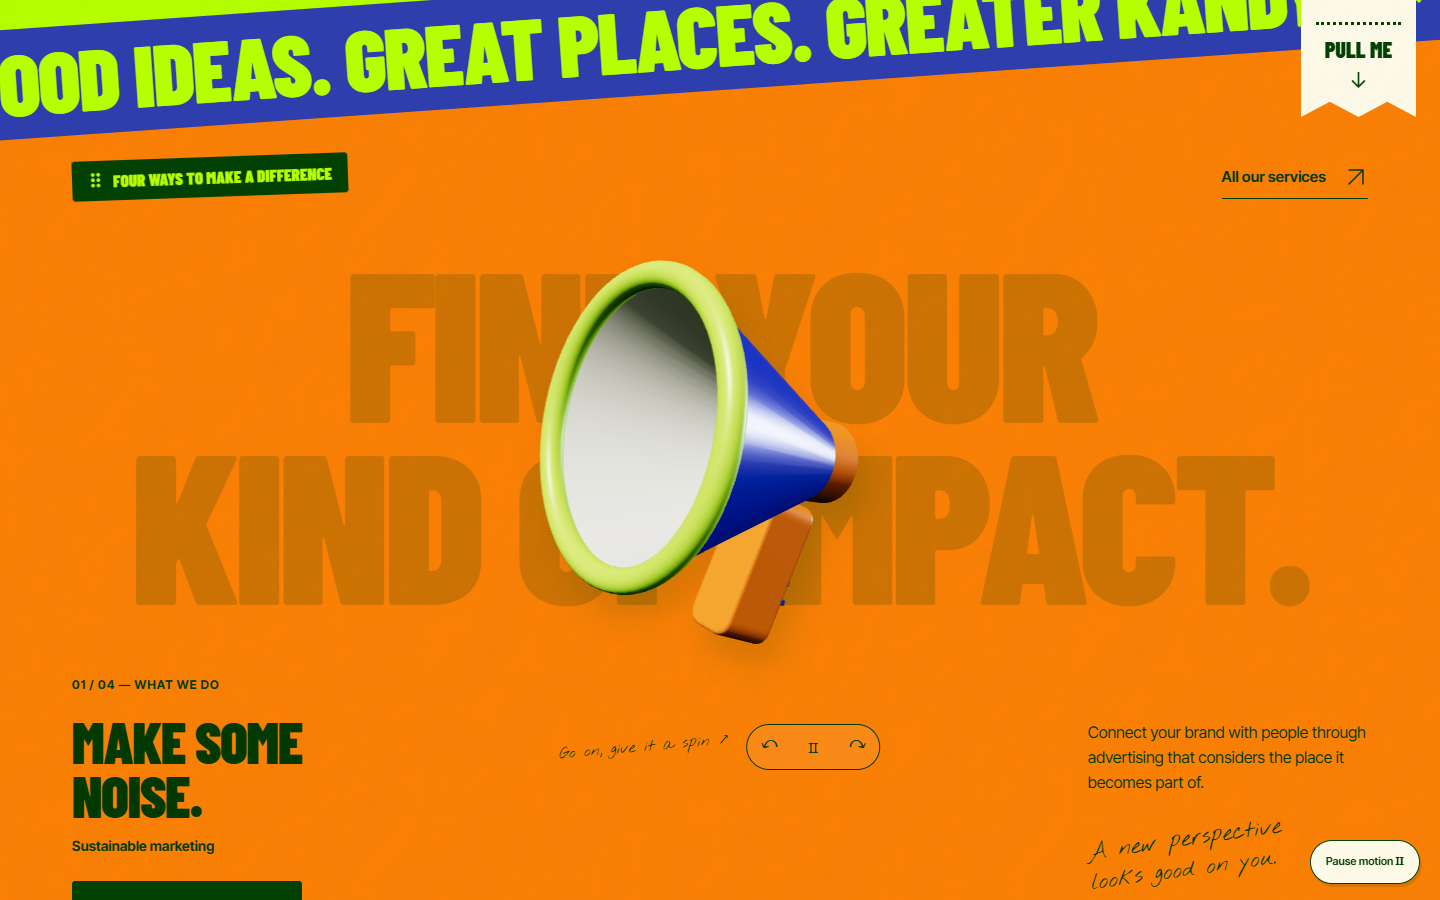 OOD IDEAS. GREAT PLACES. GREATER KANDY
PULL ME
FOUR WAYS TO MAKE A DIFFERENCE
All our services
FIND YOUR
KIND OF IMPACT.
01 / 04 — WHAT WE DO
MAKE SOME
NOISE.
Sustainable marketing
Go on, give it a spin ↗
Connect your brand with people through
advertising that considers the place it
becomes part of.
A new perspective
looks good on you.
Pause motion